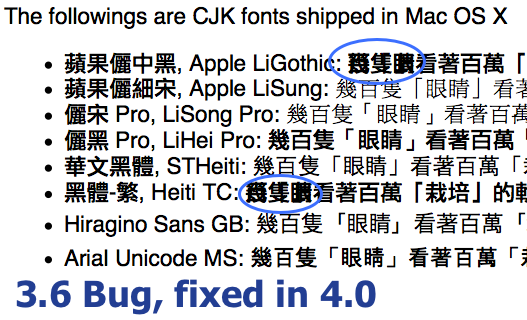 The followings are CJK fonts shipped in Mac OS X
• 蘋果儷中黑, Apple LiGothic: 看著百萬「
• 蘋果儷細宋, Apple LiSung: 幾百隻「眼睛」看著
• 儷宋 Pro, LiSong Pro: 幾百隻「眼睛」看著百萬
• 儷黑 Pro, LiHei Pro: 幾百隻「眼睛」看著百萬「
• 華文黑體, STHeiti: 幾百隻「眼睛」看著百萬「
• 黑體-繁, Heiti TC: 看著百萬「栽培」的
• Hiragino Sans GB: 幾百隻「眼睛」看著百萬「
• Arial Unicode MS: 幾百隻「眼睛」看著百萬「
3.6 Bug, fixed in 4.0